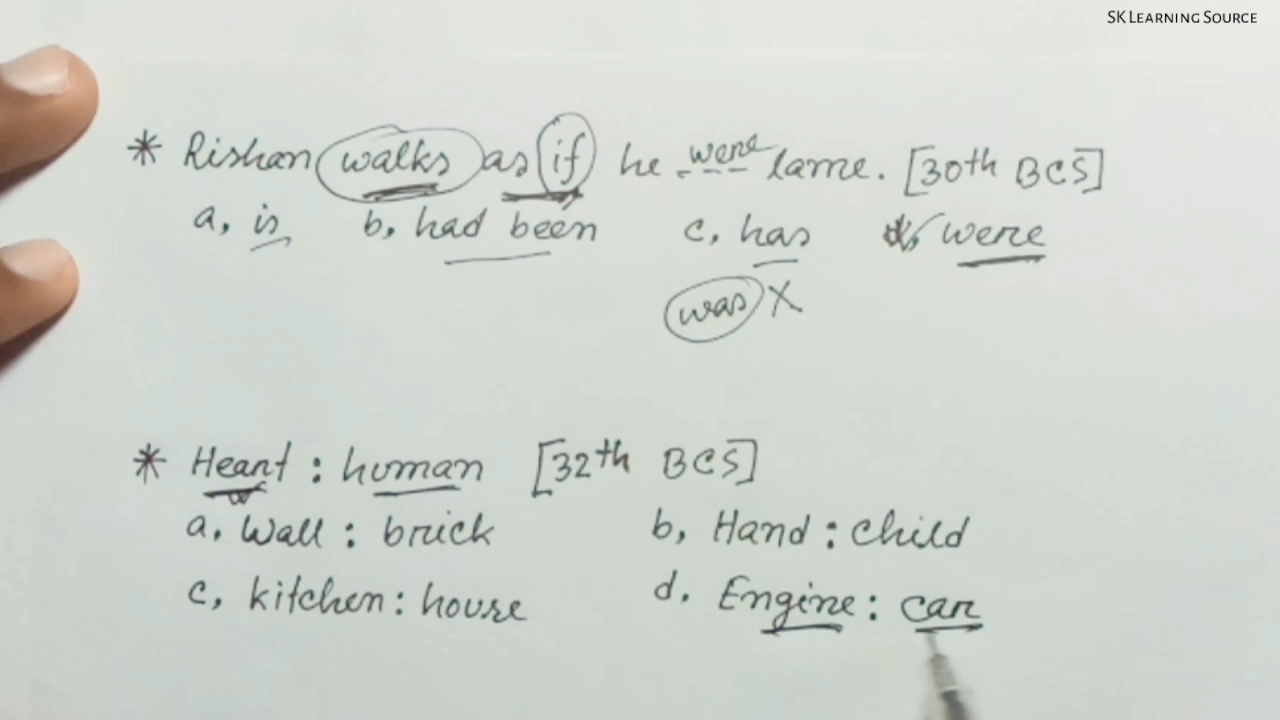 SK LEARNING SOURCE
* Rishan walks as if he were lame. [30th BCS]
a, is b, had been c, has d, were
was X
* Heart : human [32th BCS]
a. Wall : brick b, Hand : child
c, kitchen : house d. Engine : car